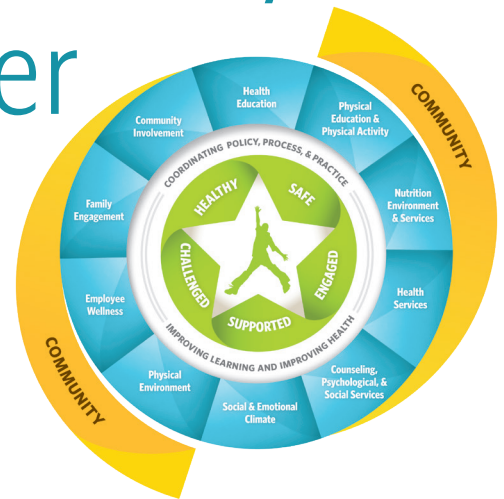 er
COMMUNITY
Health
Education
Physical
Education &
Physical Activity
Nutrition
Environment
& Services
Health
Services
Counseling,
Psychological, &
Social Services
Social & Emotional
Climate
Physical
Environment
Employee
Wellness
Family
Engagement
Community
Involvement
COORDINATING POLICY, PROCESS, & PRACTICE
IMPROVING LEARNING AND IMPROVING HEALTH
HEALTHY
SAFE
ENGAGED
SUPPORTED
CHALLENGED
COMMUNITY